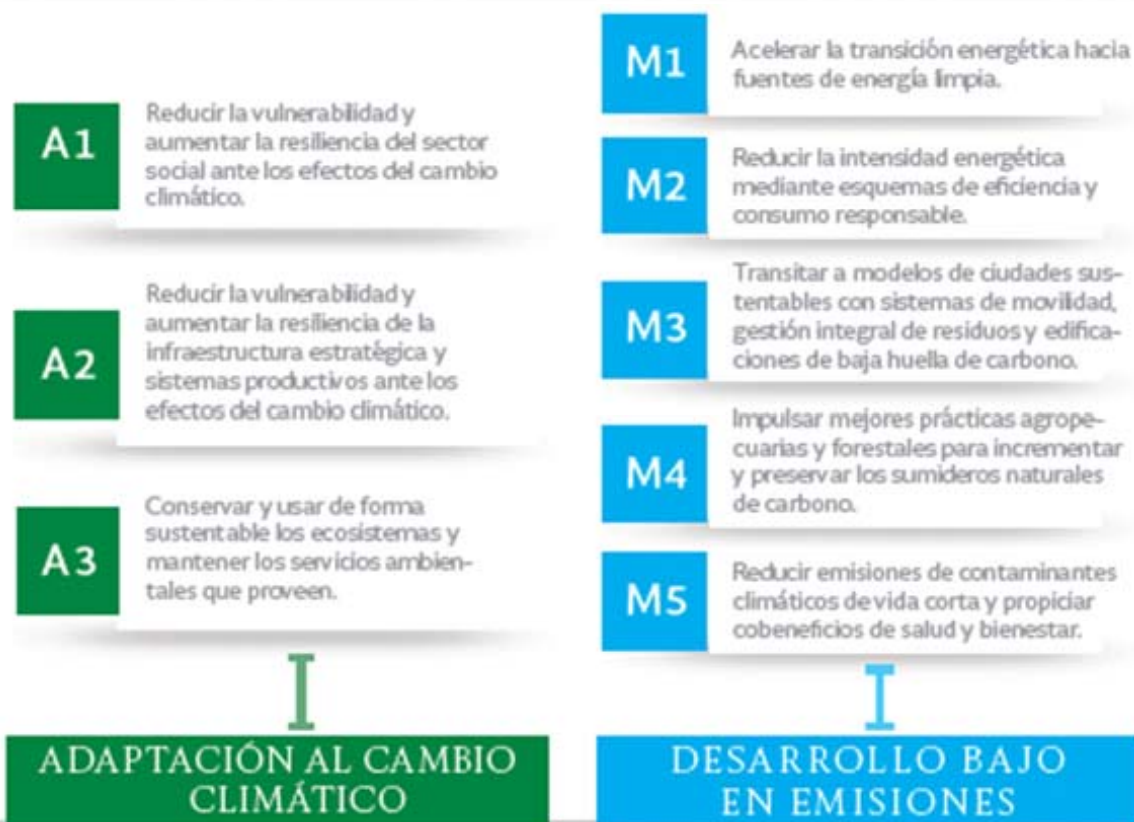 A1
Reducir la vulnerabilidad y
aumentar la resiliencia del sector
social ante los efectos del cambio
climático.
A2
Reducir la vulnerabilidad y
aumentar la resiliencia de la
infraestructura estratégica y
sistemas productivos ante los
efectos del cambio climático.
A3
Conservar y usar de forma
sustentable los ecosistemas y
mantener los servicios ambien-
tales que proveen.
ADAPTACIÓN AL CAMBIO
CLIMÁTICO
M1
Acelerar la transición energética hacia
fuentes de energía limpia.
M2
Reducir la intensidad energética
mediante esquemas de eficiencia y
consumo responsable.
M3
Transitar a modelos de ciudades sus-
tentables con sistemas de movilidad,
gestión integral de residuos y edifica-
ciones de baja huella de carbono.
M4
Impulsar mejores prácticas agrope-
cuarias y forestales para incrementar
y preservar los sumideros naturales
de carbono.
M5
Reducir emisiones de contaminantes
climáticos de vida corta y propiciar
cobeneficios de salud y bienestar.
DESARROLLO BAJO
EN EMISIONES